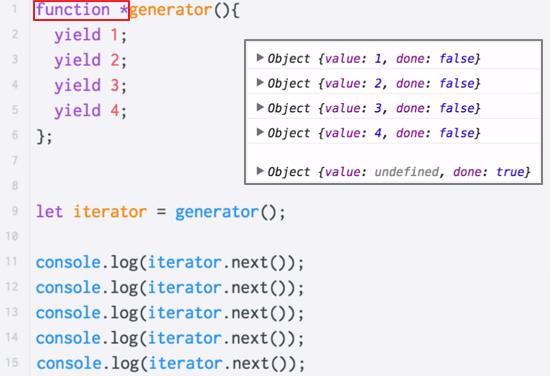 1 function *generator(){
2 yield 1;
3 yield 2;
4 yield 3;
5 yield 4;
6 };
7
8
9 let iterator = generator();
10
11 console.log(iterator.next());
12 console.log(iterator.next());
13 console.log(iterator.next());
14 console.log(iterator.next());
15 console.log(iterator.next());
▶ Object {value: 1, done: false}
▶ Object {value: 2, done: false}
▶ Object {value: 3, done: false}
▶ Object {value: 4, done: false}
▶ Object {value: undefined, done: true}